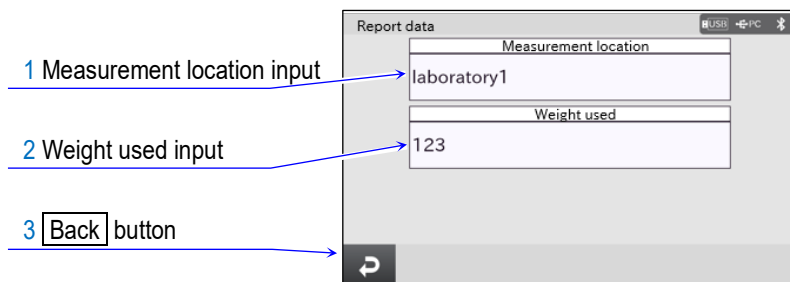 Report data
USB
PC
Measurement location
1 Measurement location input
laboratory1
Weight used
2 Weight used input
123
3 Back button